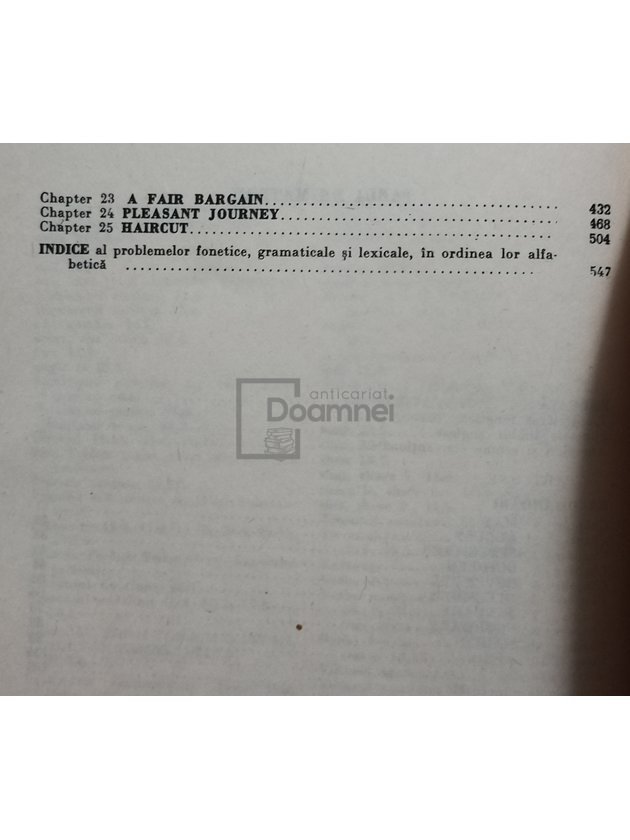 Chapter 23 A FAIR BARGAIN. . . . . . . . . . . . . . . . . . . . . . . . . . . . . 432
Chapter 24 PLEASANT JOURNEY. . . . . . . . . . . . . . . . . . . . . . . . . . . 468
Chapter 25 HAIRCUT. . . . . . . . . . . . . . . . . . . . . . . . . . . . . . . . . . . 504
INDICE al problemelor fonetice, gramaticale și lexicale, în ordinea lor alfa-
betică . . . . . . . . . . . . . . . . . . . . . . . . . . . . . . . . . . . . . . . . . . . 547
anticariat
Doamnei